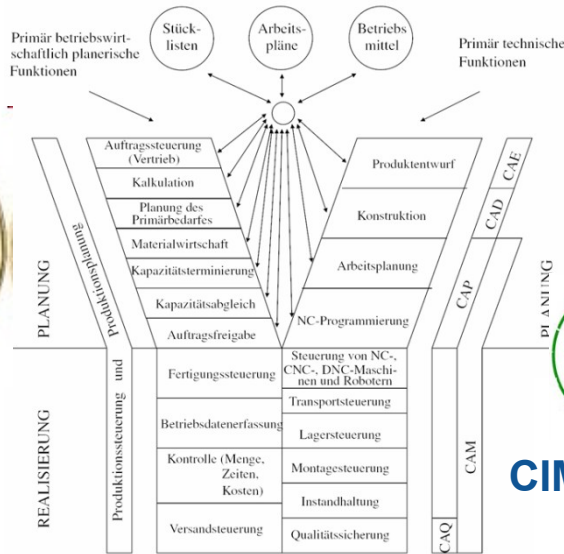 Primär betriebswirt-
schaftlich planerische
Funktionen
Stück-
listen
Arbeits-
pläne
Betriebs
mittel
Primär technische
Funktionen
PLANUNG
Produktionsplanung
Auftragssteuerung
(Vertrieb)
Kalkulation
Planung des
Primärbedarfes
Materialwirtschaft
Kapazitätsterminierung
Kapazitätsabgleich
Auftragsfreigabe
Produktentwurf
Konstruktion
Arbeitsplanung
NC-Programmierung
CAE
CAD
CAP
PLANUNG
REALISIERUNG
Produktionssteuerung und
Fertigungssteuerung
Betriebsdatenerfassung
Kontrolle (Menge,
Zeiten,
Kosten)
Versandsteuerung
Steuerung von NC-,
CNC-, DNC-Maschi-
nen und Robotern
Transportsteuerung
Lagersteuerung
Montagesteuerung
Instandhaltung
Qualitätssicherung
CAM
CAQ
CIM